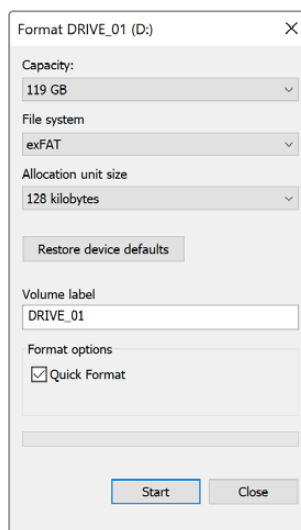 Format DRIVE_01 (D:)
Capacity:
119 GB
File system
exFAT
Allocation unit size
128 kilobytes
Restore device defaults
Volume label
DRIVE_01
Format options
Quick Format
Start Close